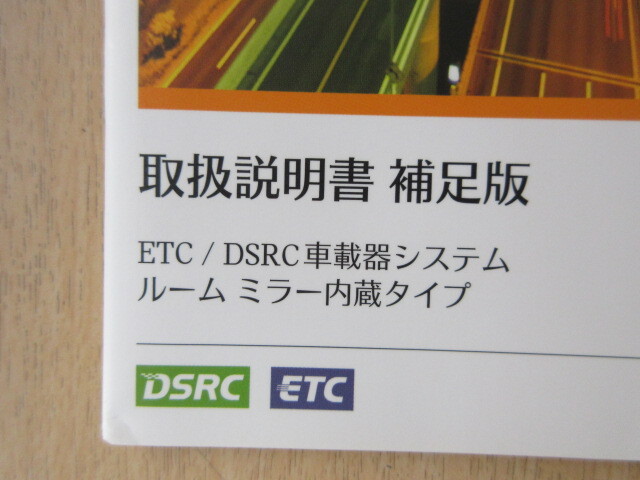 取扱説明書 補足版
ETC / DSRC車載器システム
ルーム ミラー内蔵タイプ
DSRC ETC